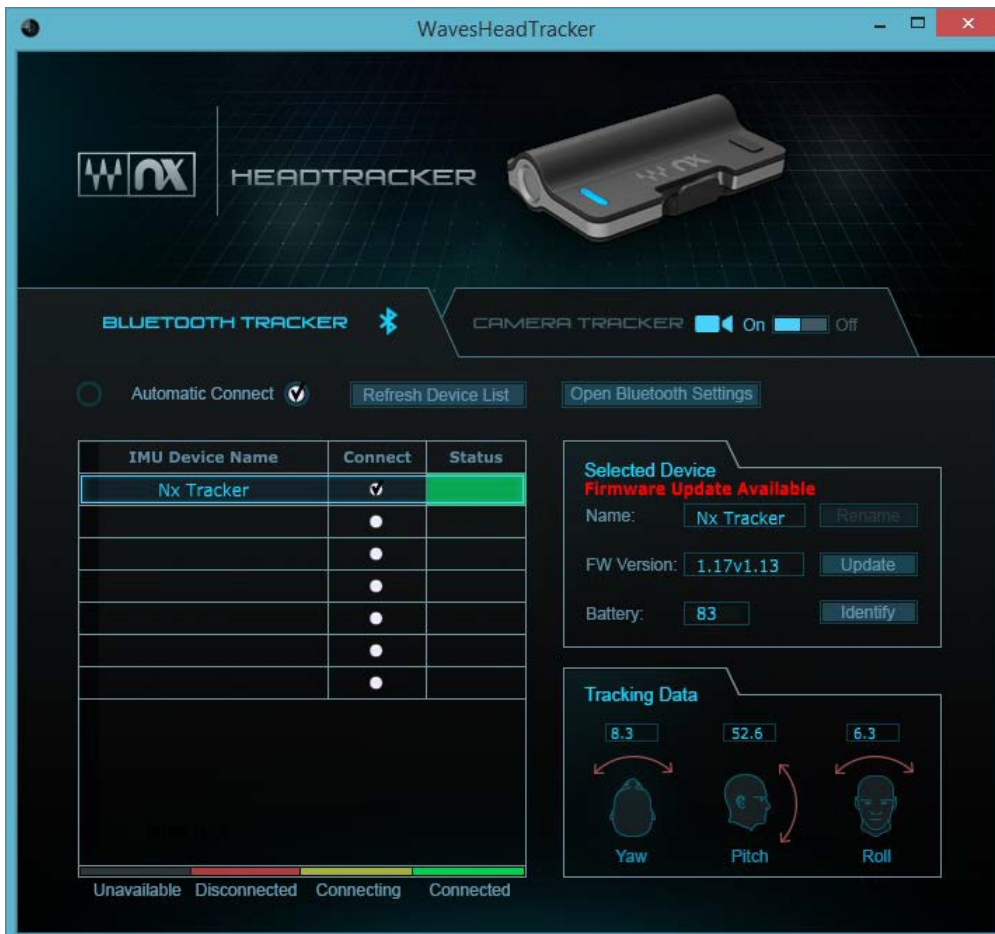 WavesHeadTracker
nx HEADTRACKER
nx
BLUETOOTH TRACKER
CAMERA TRACKER On Off
Automatic Connect Refresh Device List Open Bluetooth Settings
IMU Device Name Connect Status
Nx Tracker
Selected Device
Firmware Update Available
Name: Nx Tracker Rename
FW Version: 1.17v1.13 Update
Battery: 83 Identify
Tracking Data
8.3 52.6 6.3
Yaw Pitch Roll
Unavailable Disconnected Connecting Connected